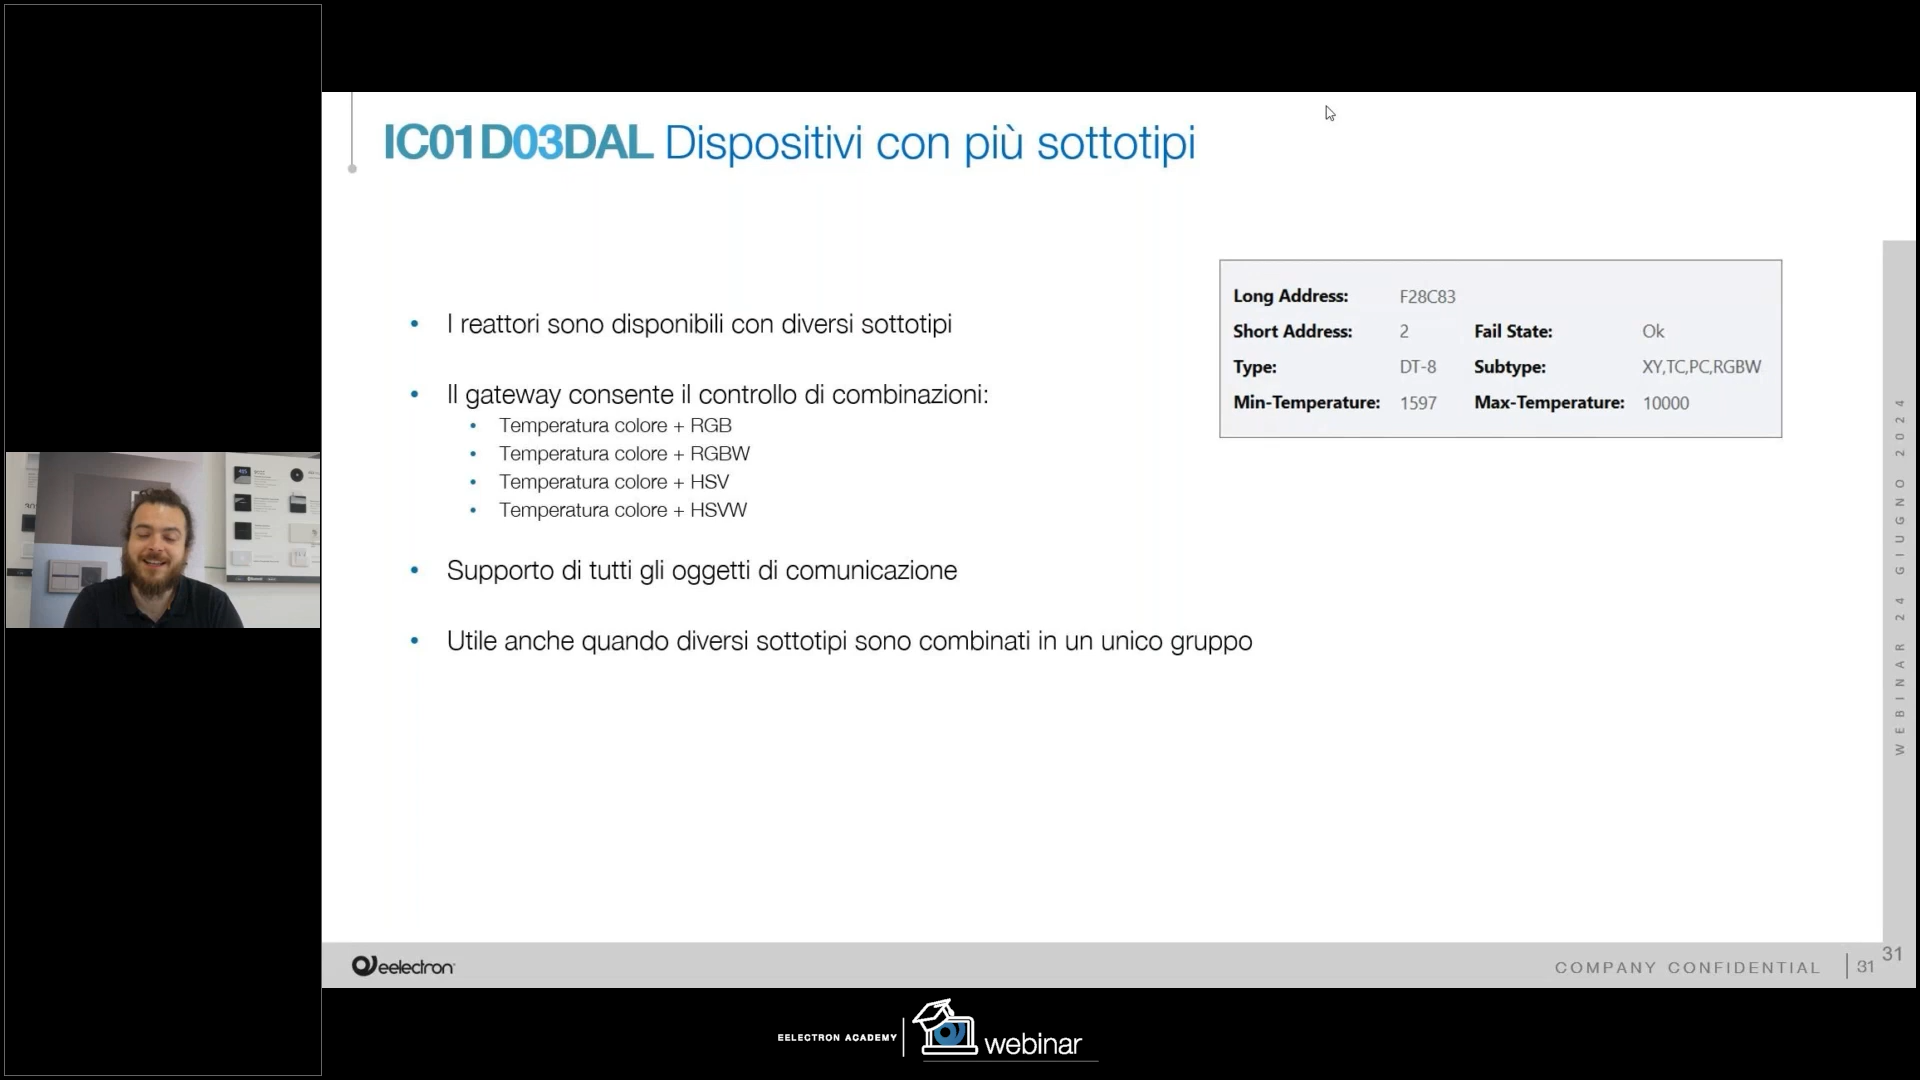 IC01D03DAL Dispositivi con più sottotipi
• I reattori sono disponibili con diversi sottotipi
• Il gateway consente il controllo di combinazioni:
• Temperatura colore + RGB
• Temperatura colore + RGBW
• Temperatura colore + HSV
• Temperatura colore + HSVW
• Supporto di tutti gli oggetti di comunicazione
• Utile anche quando diversi sottotipi sono combinati in un unico gruppo
Long Address: F28C83
Short Address: 2 Fail State: Ok
Type: DT-8 Subtype: XY,TC,PC,RGBW
Min-Temperature: 1597 Max-Temperature: 10000
WEBINAR 24 GIUGNO 2024
eelectron
COMPANY CONFIDENTIAL 31
31
EELECTRON ACADEMY webinar